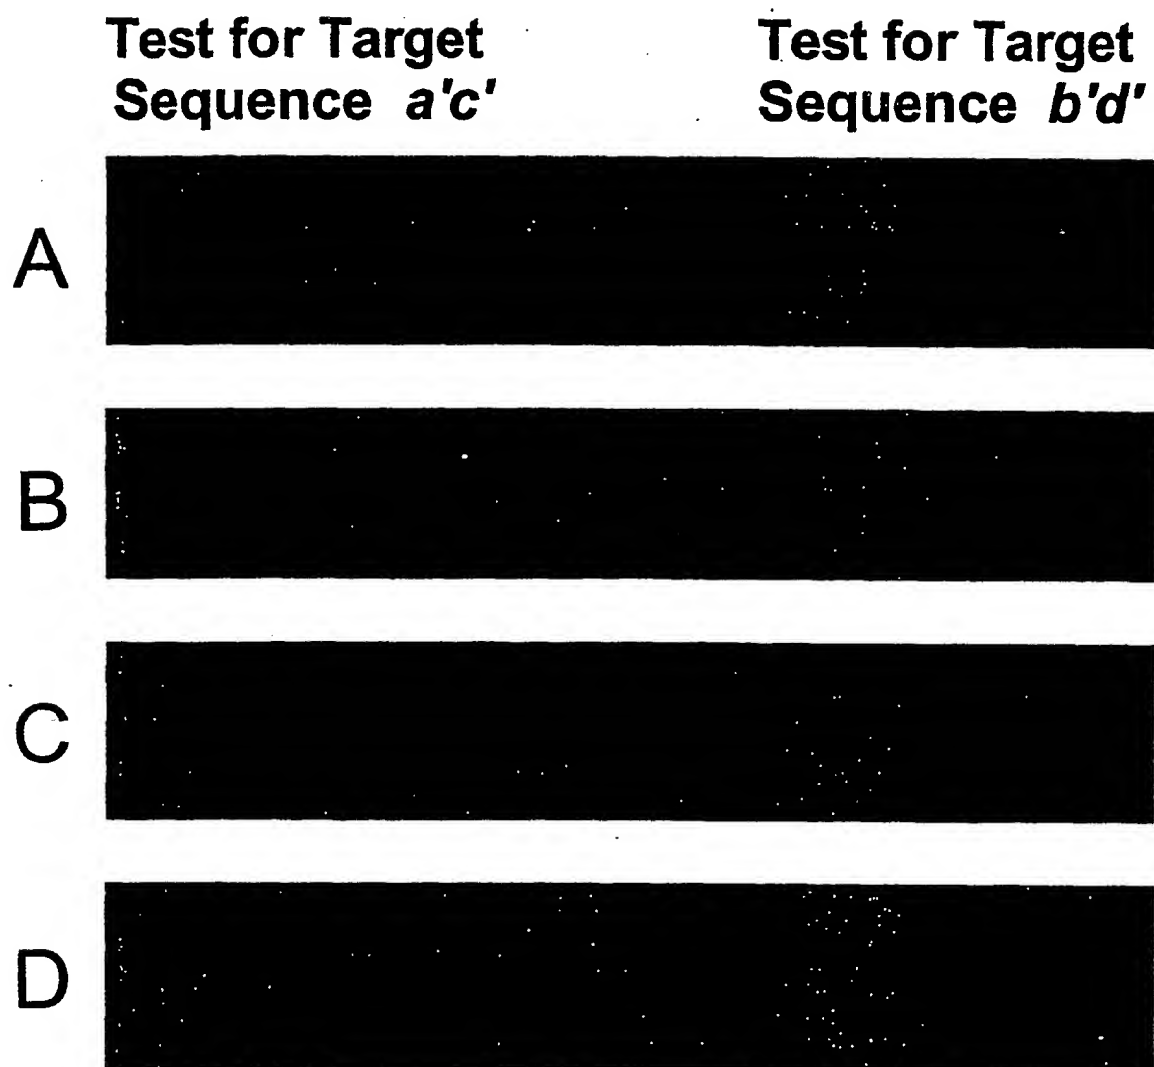 Test for Target
Sequence a'c'
Test for Target
Sequence b'd'
A
B
C
D